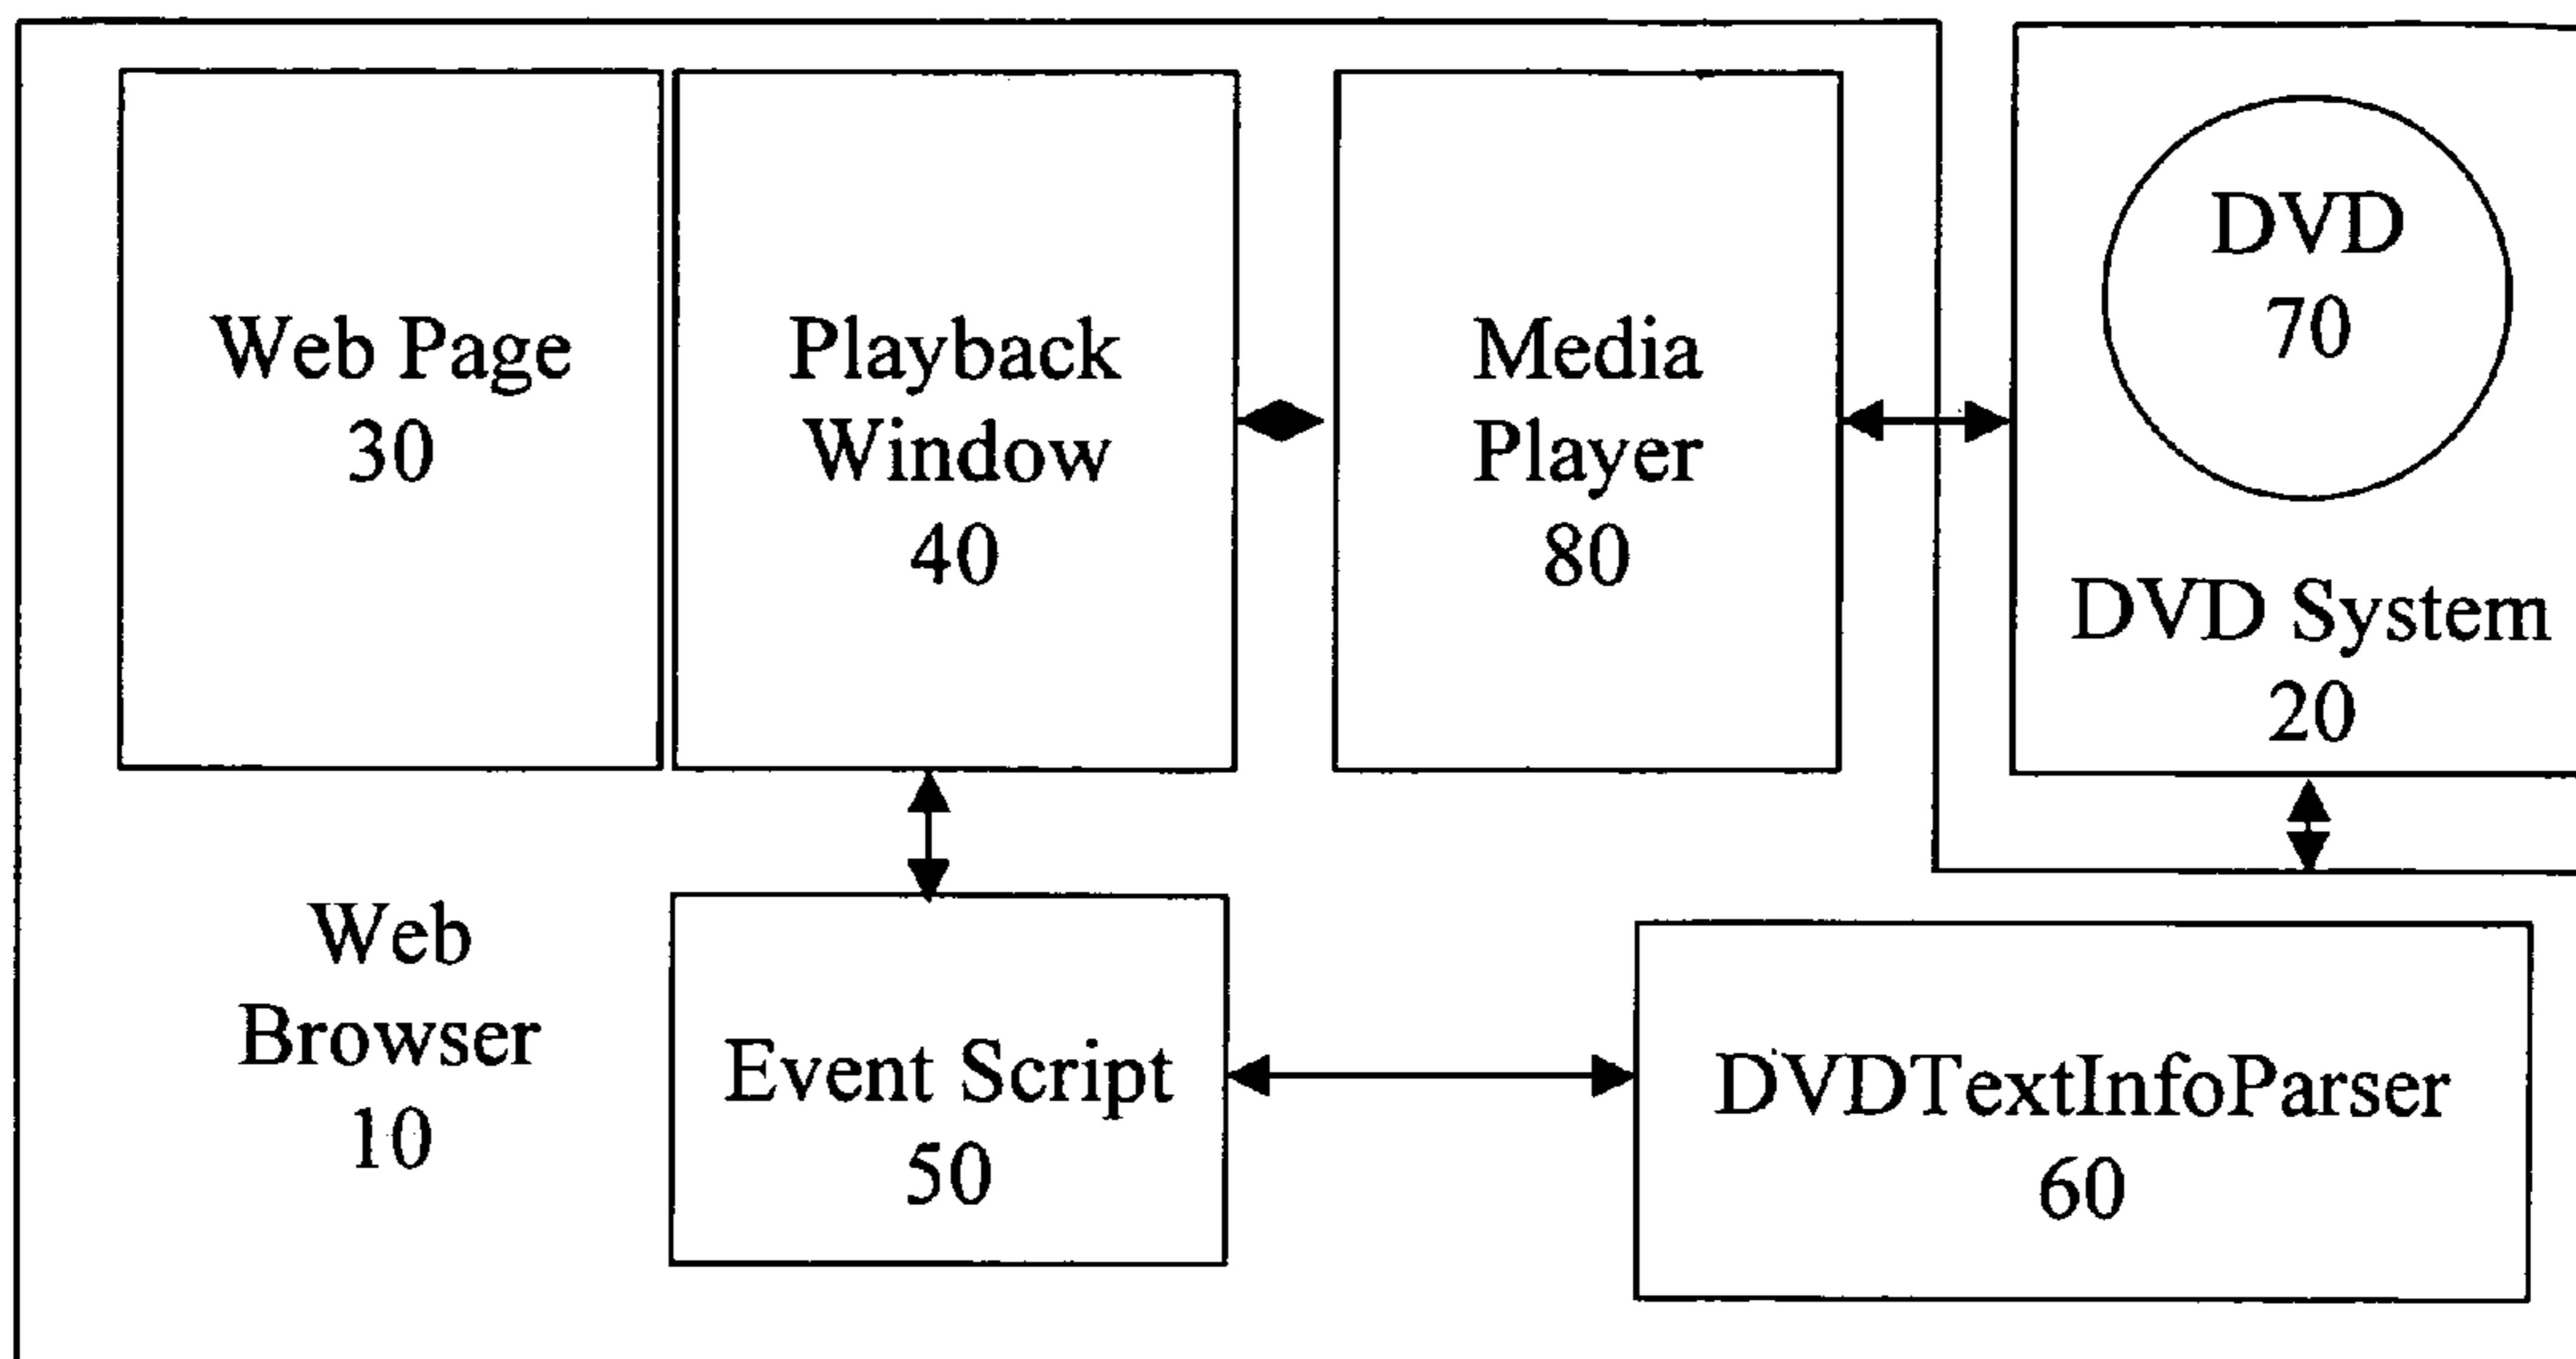 Web Page
30
Playback
Window
40
Media
Player
80
DVD
70
DVD System
20
Web
Browser
10
Event Script
50
DVDTextInfoParser
60